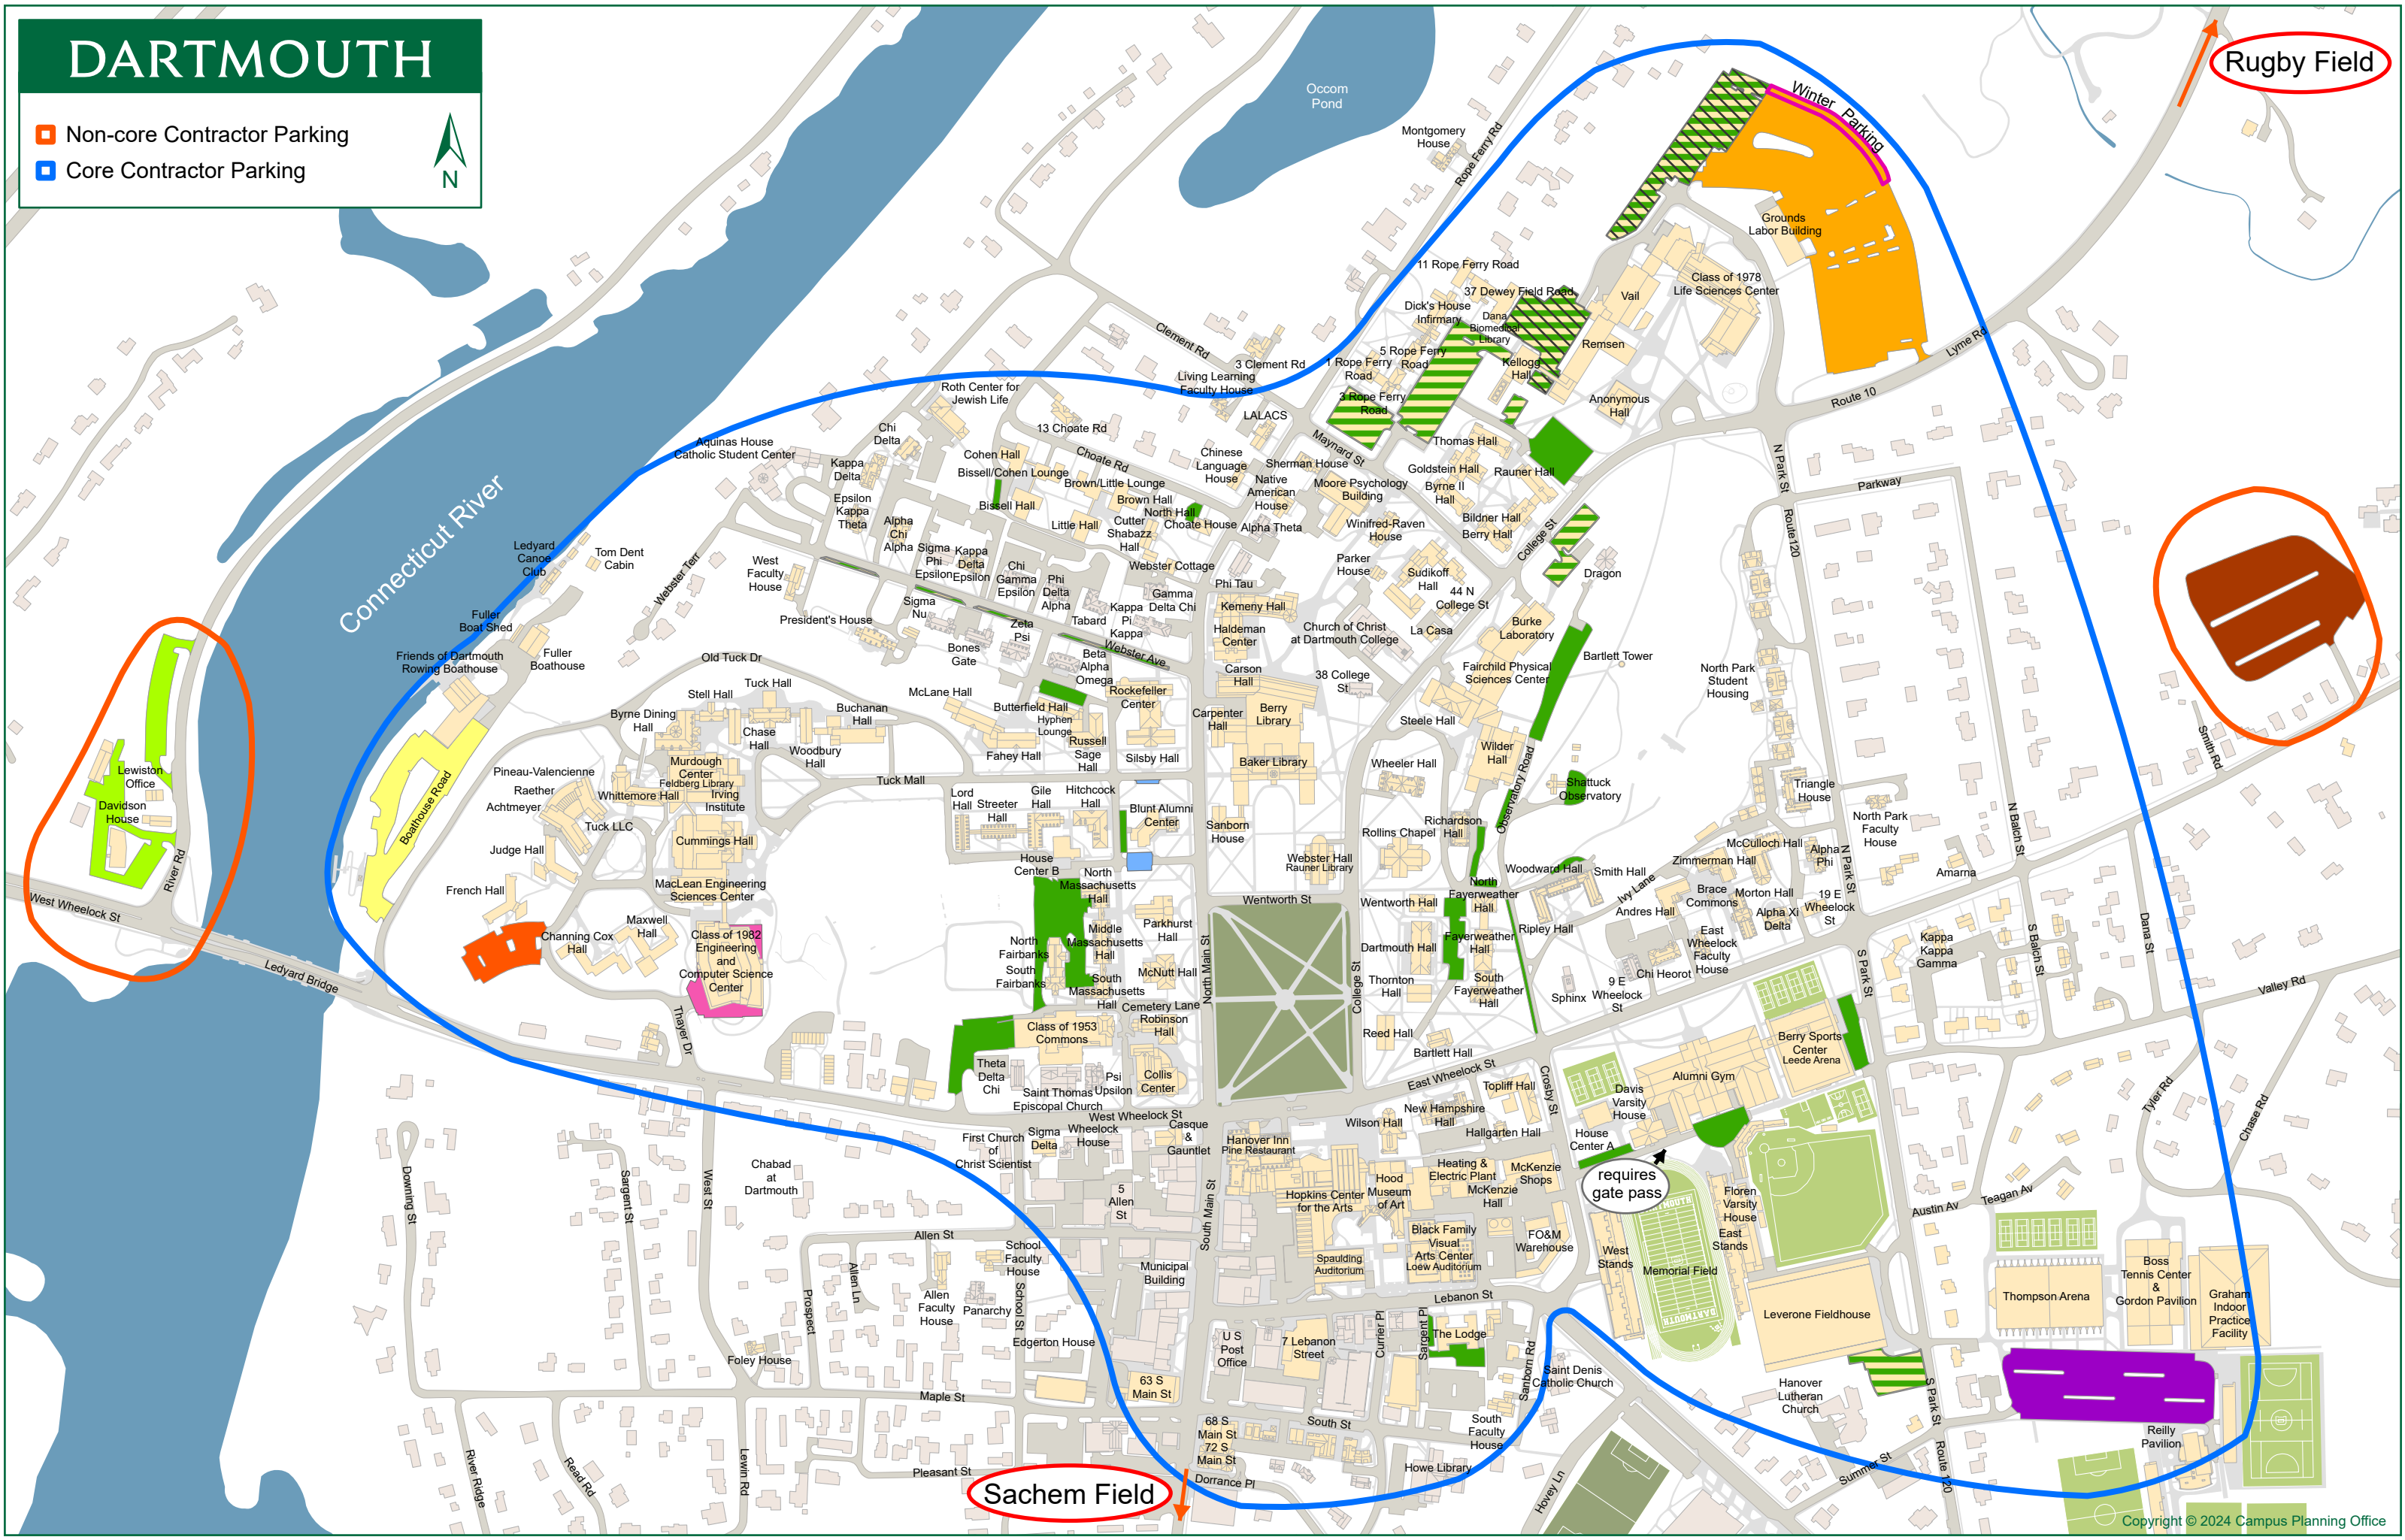 DARTMOUTH
Non-core Contractor Parking
Core Contractor Parking
N
Rugby Field
Occom
Pond
Winter Parking
Montgomery
House
Rope Ferry Rd
Grounds
Labor Building
11 Rope Ferry Road
Class of 1978
Life Sciences Center
37 Dewey Field Road
Vail
Dick's House
Infirmary
Dana
Biomedical
Library
Clement Rd
Remsen
Lyme Rd
5 Rope Ferry
Road
1 Rope Ferry
Road
3 Clement Rd
Kellogg
Hall
Living Learning
Faculty House
Roth Center for
Jewish Life
3 Rope Ferry
Road
Anonymous
Hall
Route 10
LALACS
13 Choate Rd
Chi
Delta
Aquinas House
Catholic Student Center
Maynard St
Thomas Hall
Cohen Hall
Choate Rd
Chinese
Language
House
Sherman House
Kappa
Delta
Bissell/Cohen Lounge
Goldstein Hall
Rauner Hall
N Park St
Parkway
Brown/Little Lounge
Native
American
House
Moore Psychology
Building
Byrne II
Hall
Brown Hall
North Hall
Epsilon
Kappa
Theta
Bissell Hall
Choate House
Alpha Theta
Winifred-Raven
House
Bildner Hall
Berry Hall
Route120
Little Hall
Cutter
Shabazz
Hall
Alpha
Chi
Alpha
College St
Connecticut River
Ledyard
Canoe
Club
Tom Dent
Cabin
Sigma
Phi
Epsilon
Kappa
Delta
Epsilon
West
Faculty
House
Webster Terr
Webster Cottage
Parker
House
Sudikoff
Hall
Dragon
Chi
Gamma
Epsilon
Phi
Delta
Alpha
Phi Tau
44 N
College St
Gamma
Delta Chi
Kemeny Hall
Sigma
Nu
Kappa
Pi
Kappa
Tabard
President's House
Fuller
Boat Shed
Zeta
Psi
Haldeman
Center
Church of Christ
at Dartmouth College
La Casa
Burke
Laboratory
Webster Ave
Bones
Gate
Fuller
Boathouse
Friends of Dartmouth
Rowing Boathouse
Old Tuck Dr
Beta
Alpha
Omega
Carson
Hall
38 College
St
Fairchild Physical
Sciences Center
Bartlett Tower
North Park
Student
Housing
Tuck Hall
Stell Hall
McLane Hall
Rockefeller
Center
Butterfield Hall
Hyphen
Lounge
Buchanan
Hall
Byrne Dining
Hall
Carpenter
Hall
Berry
Library
Steele Hall
Chase
Hall
Russell
Sage
Hall
Woodbury
Hall
Fahey Hall
Silsby Hall
Wilder
Hall
Smith Rd
Murdough
Center
Feldberg Library
Baker Library
Wheeler Hall
Lewiston
Office
Pineau-Valencienne
Raether
Achtmeyer
Whittemore Hall
Irving
Institute
Tuck Mall
Shattuck
Observatory
Triangle
House
Davidson
House
Boathouse Road
Lord
Hall
Streeter
Hall
Gile
Hall
Hitchcock
Hall
Observatory Road
Tuck LLC
Blunt Alumni
Center
Sanborn
House
Richardson
Hall
Rollins Chapel
North Park
Faculty
House
N Balch St
Judge Hall
Cummings Hall
McCulloch Hall
Alpha
Phi
House
Center B
Webster Hall
Rauner Library
Zimmerman Hall
River Rd
Woodward Hall
Smith Hall
N Park St
Amarna
French Hall
MacLean Engineering
Sciences Center
North
Massachusetts
Hall
West Wheelock St
Wentworth St
Wentworth Hall
North
Fayerweather
Hall
Ivy Lane
Brace
Commons
Morton Hall
19 E
Wheelock
St
Andres Hall
Alpha Xi
Delta
Maxwell
Hall
Parkhurst
Hall
Channing Cox
Hall
Class of 1982
Engineering
and
Computer Science
Center
Middle
Massachusetts
Hall
Dartmouth Hall
Fayerweather
Hall
Ripley Hall
East
Wheelock
Faculty
House
Kappa
Kappa
Gamma
S Balch St
Dana St
North
Fairbanks
South
Fairbanks
Ledyard Bridge
North Main St
McNutt Hall
South
Massachusetts
Hall
Thornton
Hall
South
Fayerweather
Hall
Sphinx
Chi Heorot
9 E
Wheelock
St
S Park St
Valley Rd
College St
Cemetery Lane
Robinson
Hall
Class of 1953
Commons
Thayer Dr
Reed Hall
Bartlett Hall
Berry Sports
Center
Leede Arena
Theta
Delta
Chi
Psi
Upsilon
Collis
Center
East Wheelock St
Alumni Gym
Saint Thomas
Episcopal Church
Topliff Hall
Crosby St
Davis
Varsity
House
Tyler Rd
Chase Rd
West Wheelock St
New Hampshire
Hall
Wilson Hall
First Church
of
Christ Scientist
Sigma
Delta
Wheelock
House
Casque
&
Gauntlet
Hanover Inn
Pine Restaurant
Hallgarten Hall
House
Center A
Downing St
Sargent St
West St
Chabad
at
Dartmouth
Heating &
Electric Plant
McKenzie
Shops
requires
gate pass
5
Allen
St
Hopkins Center
for the Arts
Hood
Museum
of Art
McKenzie
Hall
DARTMOUTH
Floren
Varsity
House
Teagan Av
Austin Av
South Main St
Black Family
Visual
Arts Center
Loew Auditorium
FO&M
Warehouse
East
Stands
West
Stands
Allen St
School
Faculty
House
Municipal
Building
Spaulding
Auditorium
Memorial Field
Boss
Tennis Center
&
Gordon Pavilion
Allen Ln
Allen
Faculty
House
Panarchy
School St
Lebanon St
Thompson Arena
Graham
Indoor
Practice
Facility
Prospect
Leverone Fieldhouse
DARTMOUTH
Edgerton House
U S
Post
Office
7 Lebanon
Street
Currier Pl
Sargent Pl
The Lodge
Foley House
Sanborn Rd
Saint Denis
Catholic Church
63 S
Main St
Maple St
Hanover
Lutheran
Church
S Park St
68 S
Main St
72 S
Main St
South St
South
Faculty
House
Reilly
Pavilion
River Ridge
Read Rd
Lewin Rd
Pleasant St
Howe Library
Summer St
Route 120
Sachem Field
Dorrance Pl
Hovey Ln
Copyright © 2024 Campus Planning Office